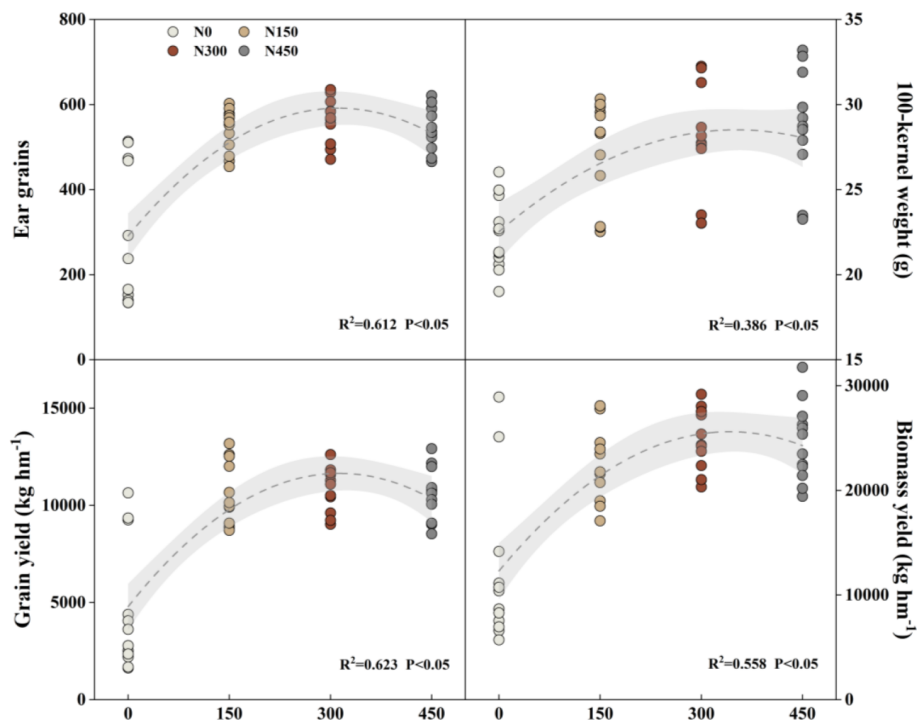 800
600
400
200
0
Ear grains
N0 N150
N300 N450
R²=0.612 P<0.05
35
30
25
20
15
100-kernel weight (g)
R²=0.386 P<0.05
15000
10000
5000
0
Grain yield (kg hm⁻¹)
R²=0.623 P<0.05
0 150 300 450
30000
20000
10000
0
Biomass yield
(kg hm⁻¹)
R²=0.558 P<0.05
0 150 300 450